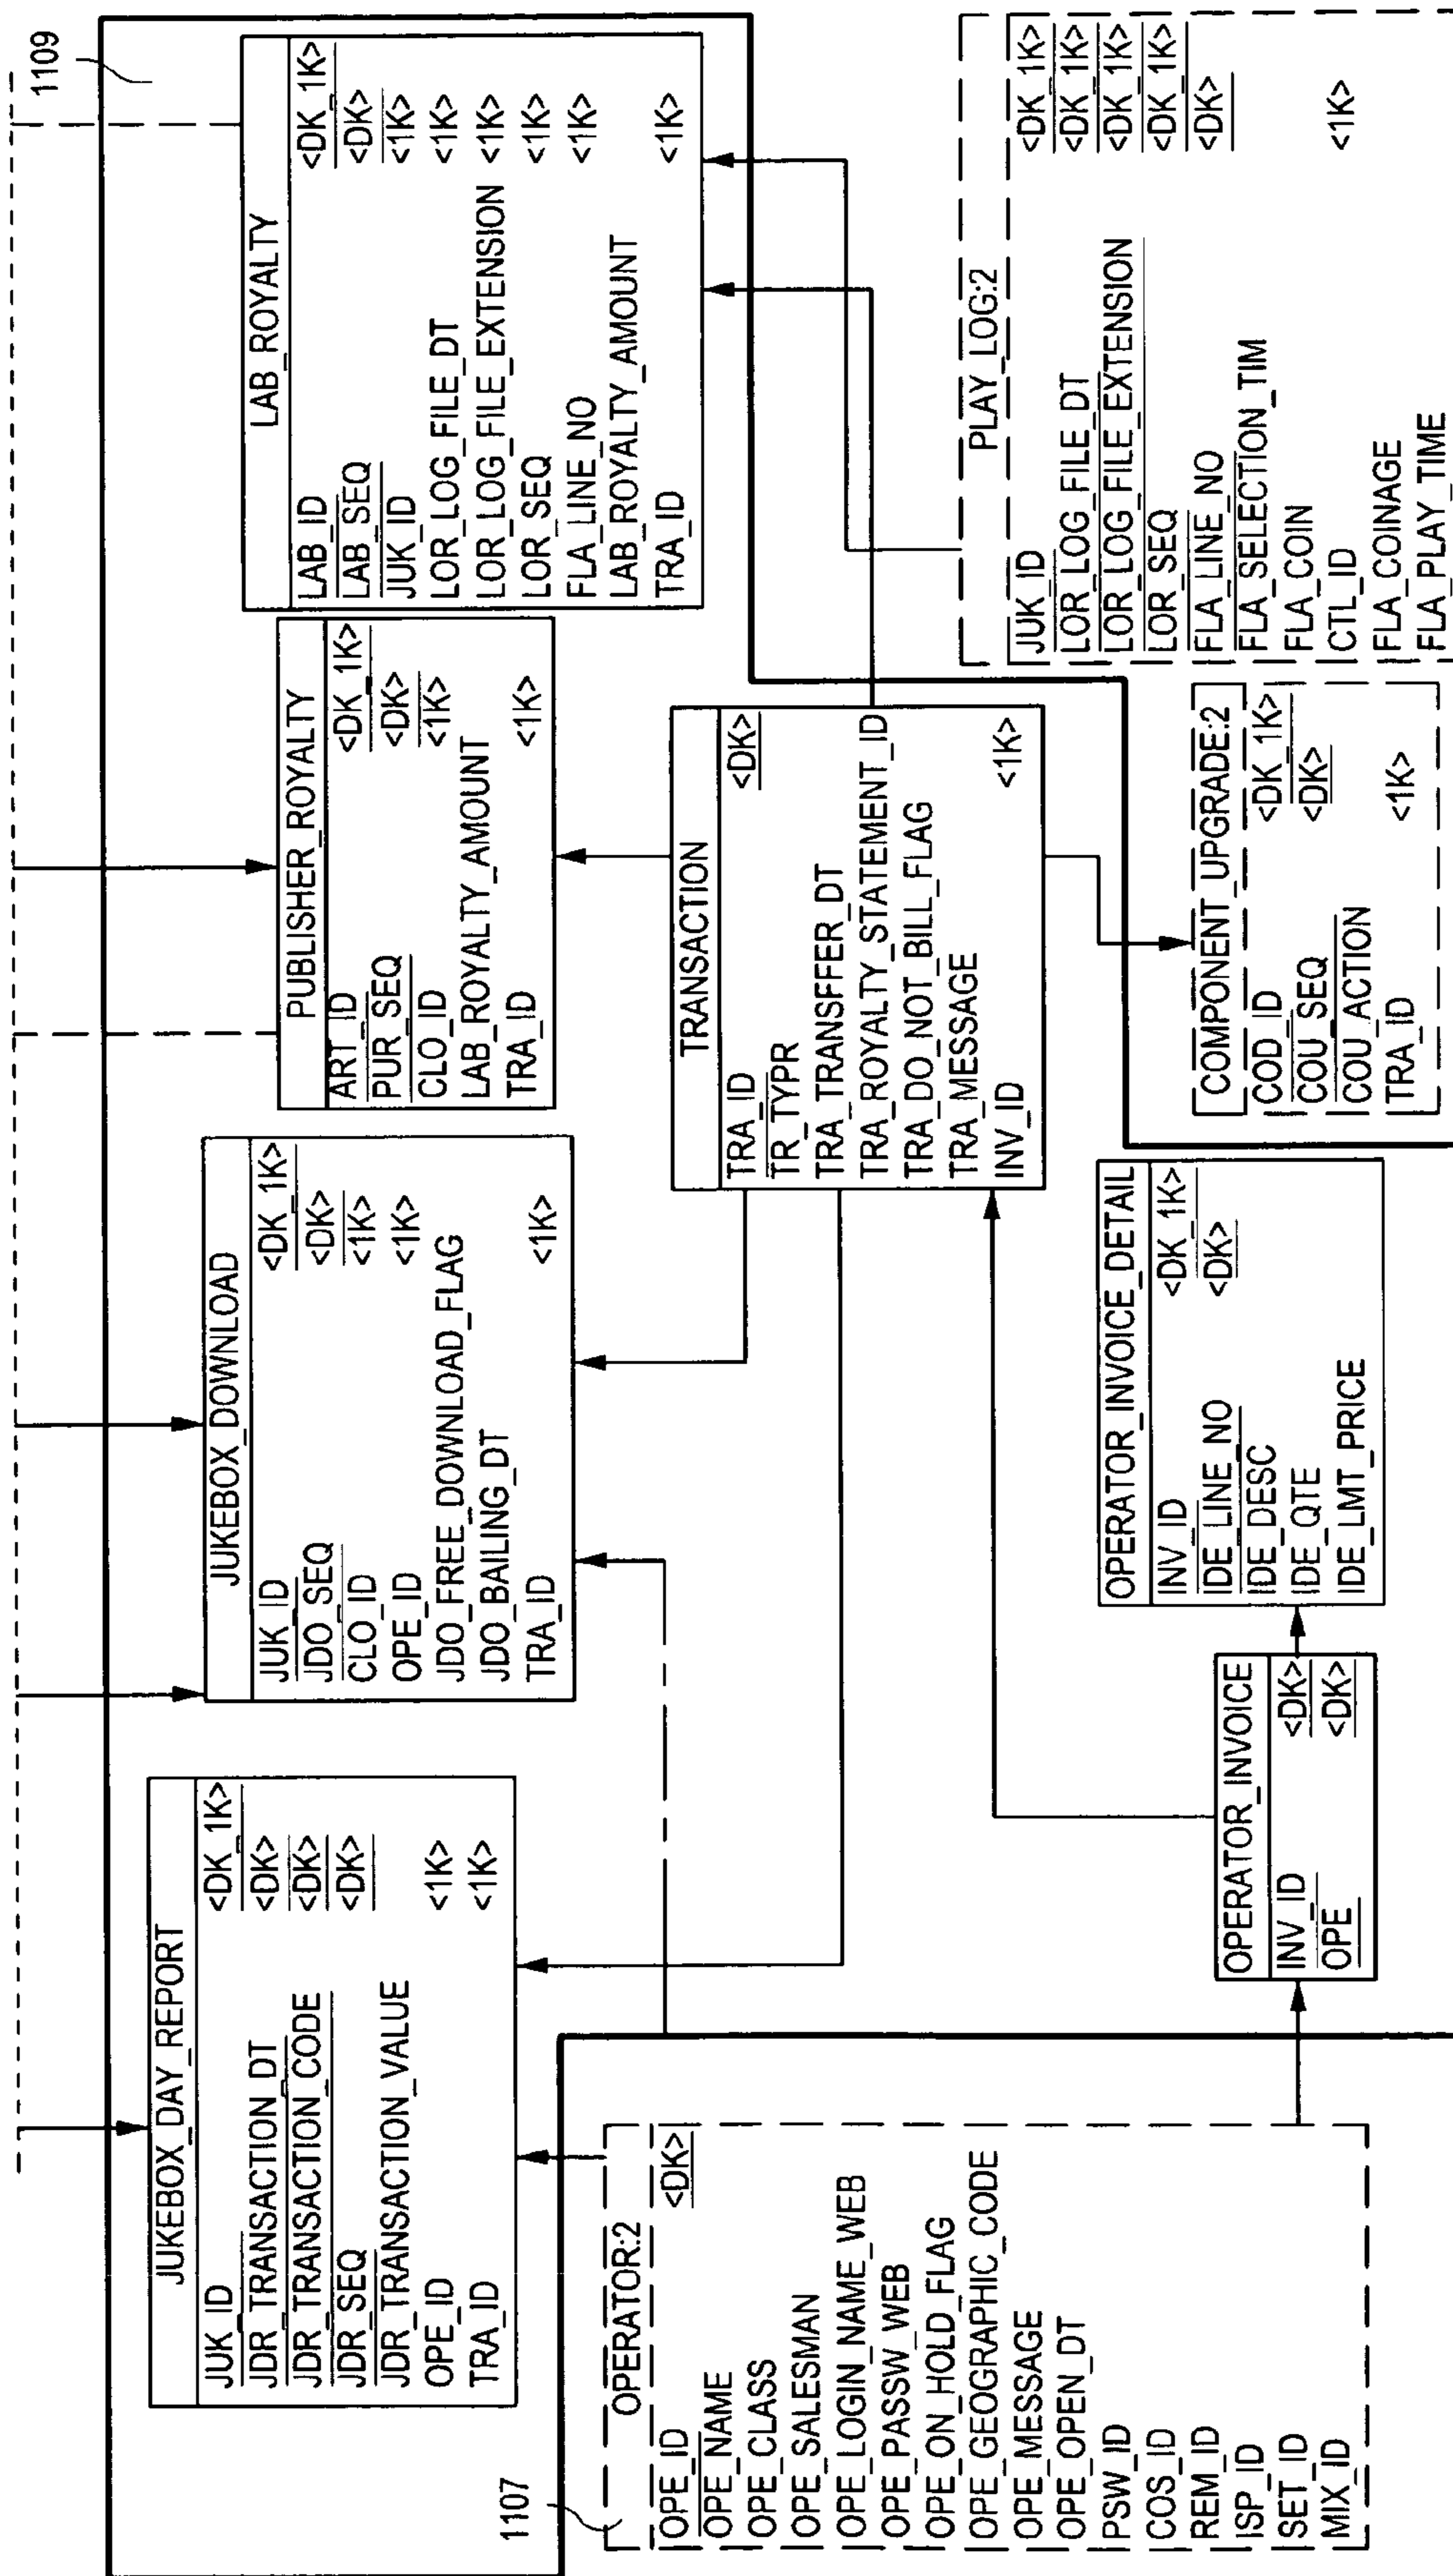 JUKEBOX_DAY_REPORT
JUK_ID <DK_1K>
JDR_TRANSACTION_DT <DK>
JDR_TRANSACTION_CODE <DK>
JDR_SEQ <DK>
JDR_TRANSACTION_VALUE
OPE_ID <1K>
TRA_ID <1K>
JUKEBOX_DOWNLOAD
JUK_ID <DK_1K>
JDO_SEQ <DK>
CLO_ID <1K>
OPE_ID <1K>
JDO_FREE_DOWNLOAD_FLAG
JDO_BAILING_DT
TRA_ID <1K>
PUBLISHER_ROYALTY
ART_ID <DK_1K>
PUR_SEQ <DK>
CLO_ID <1K>
LAB_ROYALTY_AMOUNT
TRA_ID <1K>
LAB_ROYALTY
LAB_ID <DK_1K>
LAB_SEQ <DK>
JUK_ID <1K>
LOR_LOG_FILE_DT <1K>
LOR_LOG_FILE_EXTENSION <1K>
LOR_SEQ <1K>
FLA_LINE_NO <1K>
LAB_ROYALTY_AMOUNT
TRA_ID <1K>
1109
1107
OPERATOR:2
OPE_ID <DK>
OPE_NAME
OPE_CLASS
OPE_SALESMAN
OPE_LOGIN_NAME_WEB
OPE_PASSW_WEB
OPE_ON_HOLD_FLAG
OPE_GEOGRAPHIC_CODE
OPE_MESSAGE
OPE_OPEN_DT
PSW_ID
COS_ID
REM_ID
ISP_ID
SET_ID
MIX_ID
TRANSACTION
TRA_ID <DK>
TR_TYPR
TRA_TRANSFER_DT
TRA_ROYALTY_STATEMENT_ID
TRA_DO_NOT_BILL_FLAG
TRA_MESSAGE
INV_ID <1K>
OPERATOR_INVOICE
INV_ID <DK>
OPE <DK>
OPERATOR_INVOICE_DETAIL
INV_ID <DK_1K>
IDE_LINE_NO <DK>
IDE_DESC
IDE_QTE
IDE_LMT_PRICE
COMPONENT_UPGRADE:2
COD_ID <DK_1K>
COU_SEQ <DK>
COU_ACTION
TRA_ID <1K>
PLAY_LOG:2
JUK_ID <DK_1K>
LOR_LOG_FILE_DT <DK_1K>
LOR_LOG_FILE_EXTENSION <DK_1K>
LOR_SEQ <DK_1K>
FLA_LINE_NO <DK>
FLA_SELECTION_TIM
FLA_COIN
CTL_ID <1K>
FLA_COINAGE
FLA_PLAY_TIME